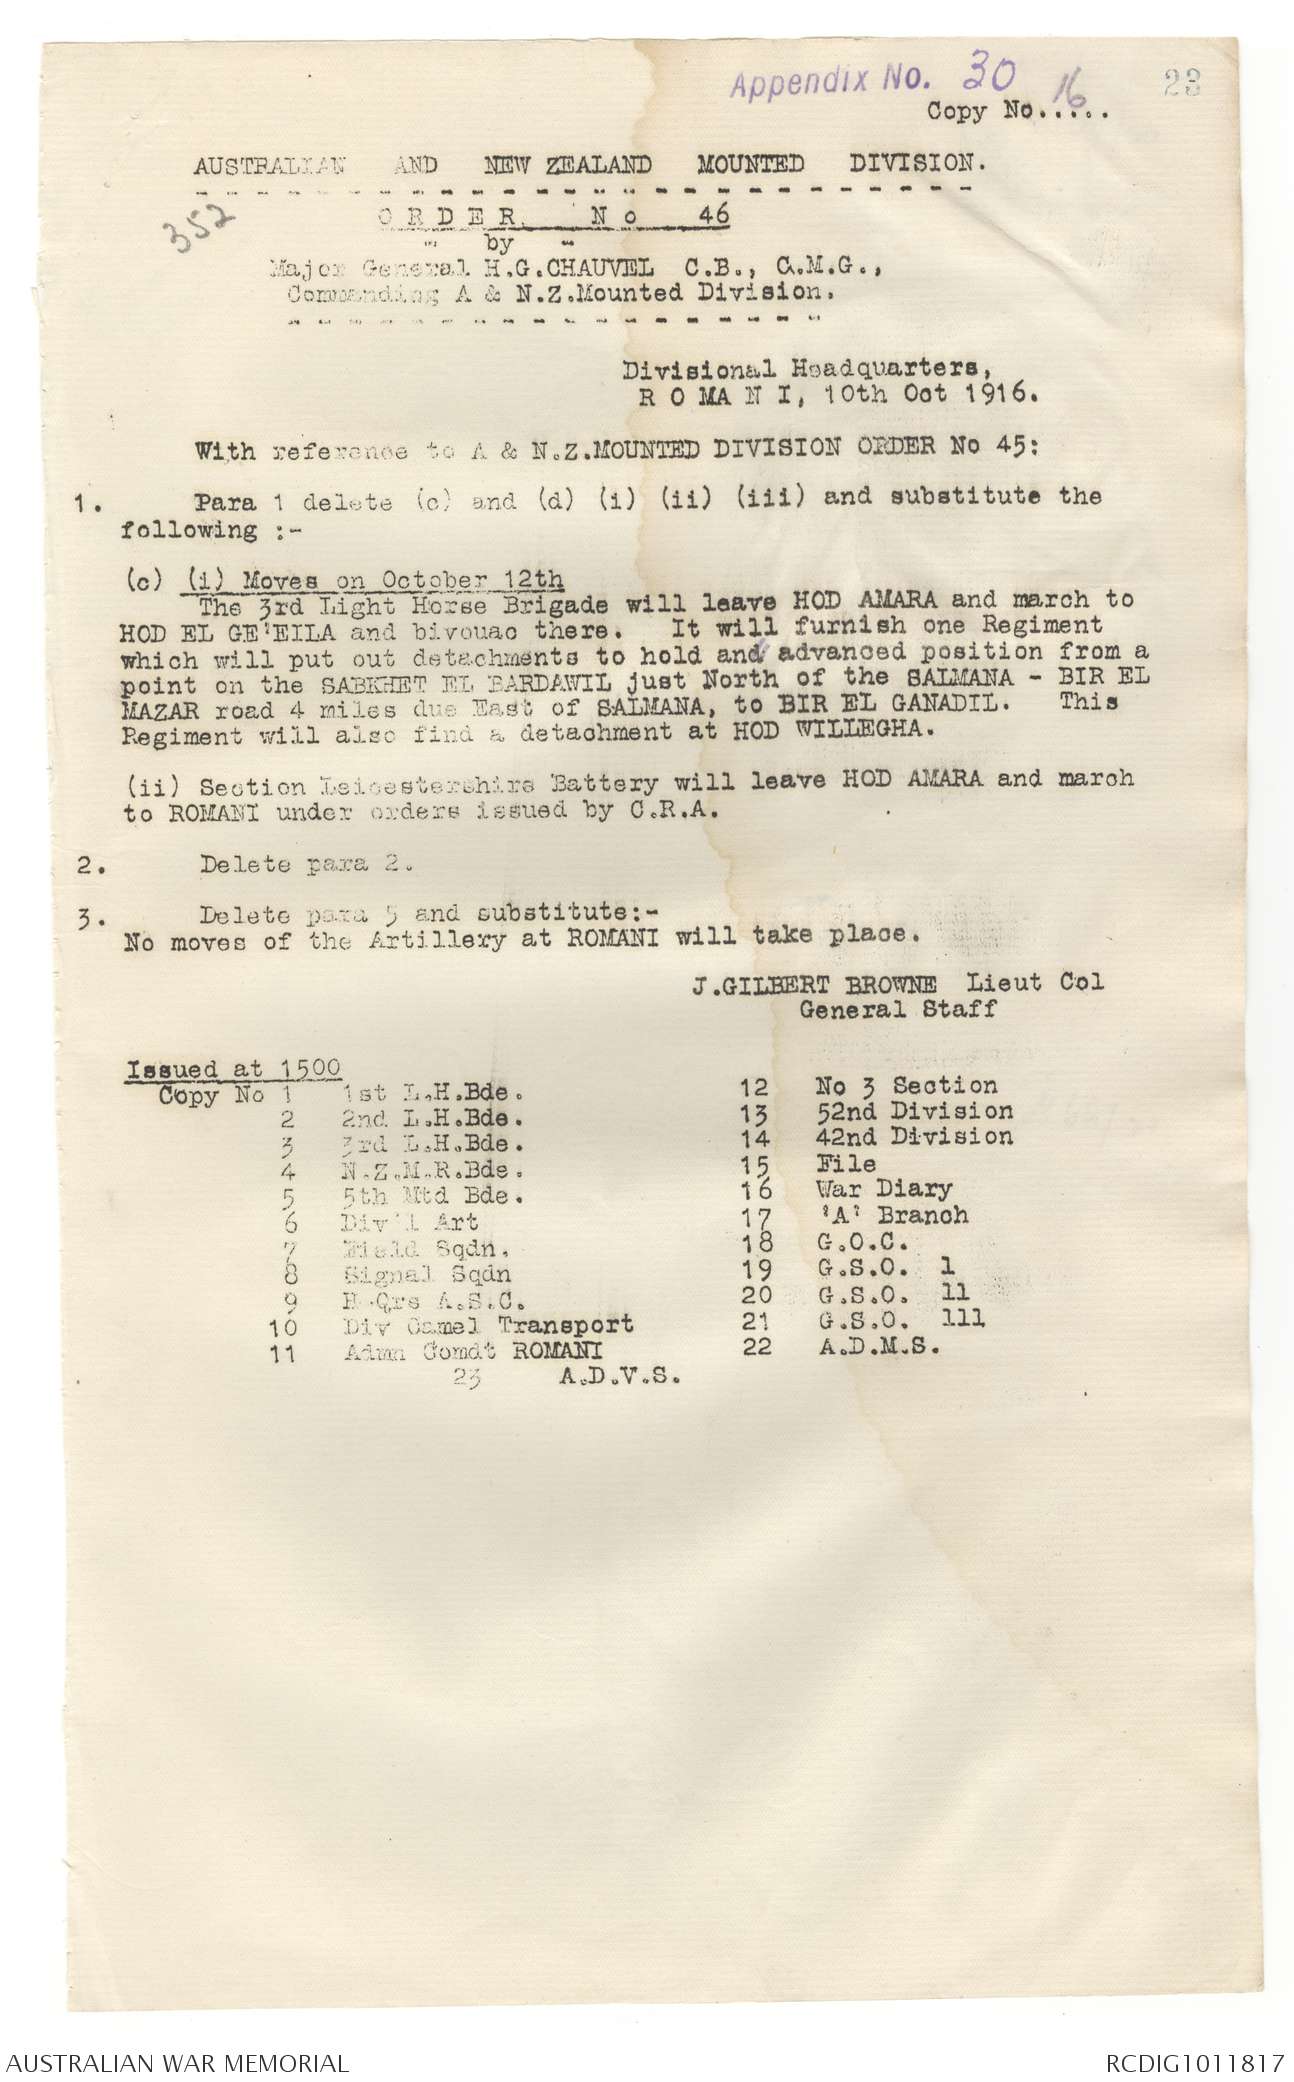 Appendix No. 30
23
Copy No..16..
AUSTRALIAN AND NEW ZEALAND MOUNTED DIVISION.
352
ORDER No 46
" by "
Major General H.G.CHAUVEL C.B., C.M.G.,
Commanding A & N.Z.Mounted Division.
Divisional Headquarters,
R O MA N I, 10th Oct 1916.
With reference to A & N.Z.MOUNTED DIVISION ORDER No 45:
1. Para 1 delete (c) and (d) (i) (ii) (iii) and substitute the
following :-
(c) (i) Moves on October 12th
The 3rd Light Horse Brigade will leave HOD AMARA and march to
HOD EL GE'EILA and bivouac there. It will furnish one Regiment
which will put out detachments to hold and advanced position from a
point on the SABKHET EL BARDAWIL just North of the SALMANA - BIR EL
MAZAR road 4 miles due East of SALMANA, to BIR EL GANADIL. This
Regiment will also find a detachment at HOD WILLEGHA.
(ii) Section Leicestershire Battery will leave HOD AMARA and march
to ROMANI under orders issued by C.R.A.
2. Delete para 2.
3. Delete para 5 and substitute:-
No moves of the Artillery at ROMANI will take place.
J.GILBERT BROWNE Lieut Col
General Staff
Issued at 1500
Copy No 1 1st L.H.Bde.
2 2nd L.H.Bde.
3 3rd L.H.Bde.
4 N.Z.M.R.Bde.
5 5th Mtd Bde.
6 Div'l Art
7 Field Sqdn.
8 Signal Sqdn
9 H-Qrs A.S.C.
10 Div Camel Transport
11 Admn Comdt ROMANI
12 No 3 Section
13 52nd Division
14 42nd Division
15 File
16 War Diary
17 'A' Branch
18 G.O.C.
19 G.S.O. 1
20 G.S.O. 11
21 G.S.O. 111
22 A.D.M.S.
23 A.D.V.S.
AUSTRALIAN WAR MEMORIAL
RCDIG1011817